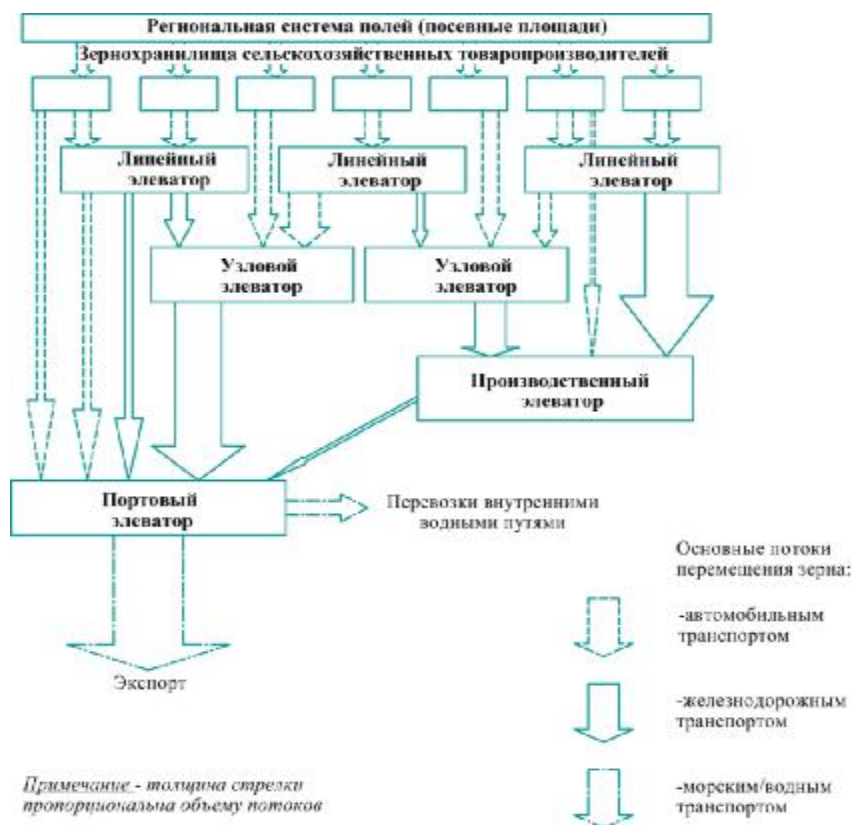 Региональная система полей (посевные площади)
Зернохранилища сельскохозяйственных товаропроизводителей
Линейный
элеватор
Линейный
элеватор
Линейный
элеватор
Узловой
элеватор
Узловой
элеватор
Производственный
элеватор
Портовый
элеватор
Перевозки внутренними
водными путями
Экспорт
Основные потоки
перемещения зерна:
-автомобильным
транспортом
-железнодорожным
транспортом
-морским/водным
транспортом
Примечание - толщина стрелки
пропорциональна объему потоков